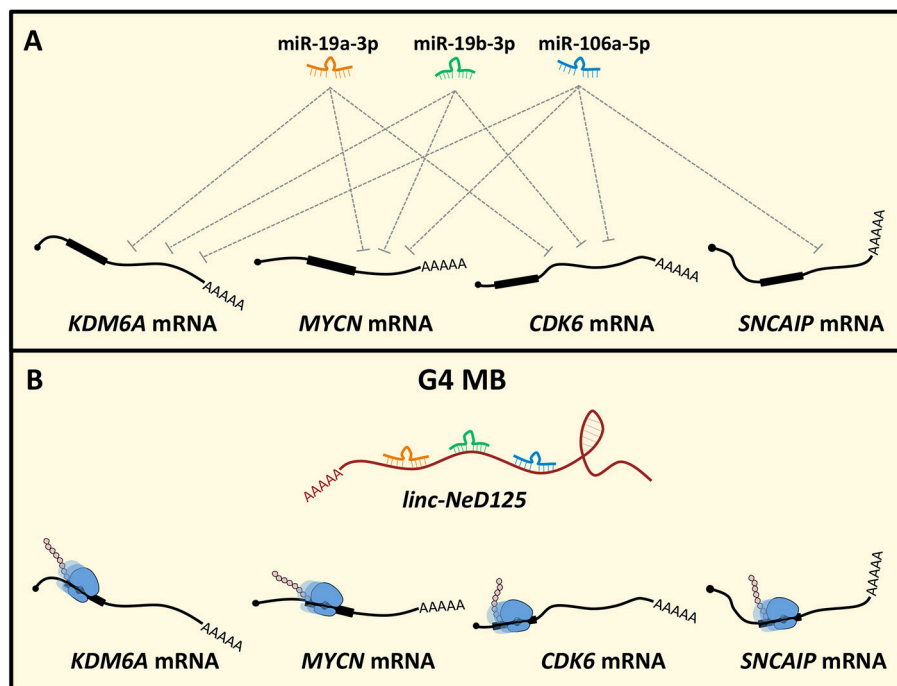 A
miR-19a-3p miR-19b-3p miR-106a-5p
AAAAA AAAAA AAAAA AAAAA
KDM6A mRNA MYCN mRNA CDK6 mRNA SNCAIP mRNA
B G4 MB
AAAAA
linc-NeD125
AAAAA AAAAA AAAAA AAAAA
KDM6A mRNA MYCN mRNA CDK6 mRNA SNCAIP mRNA